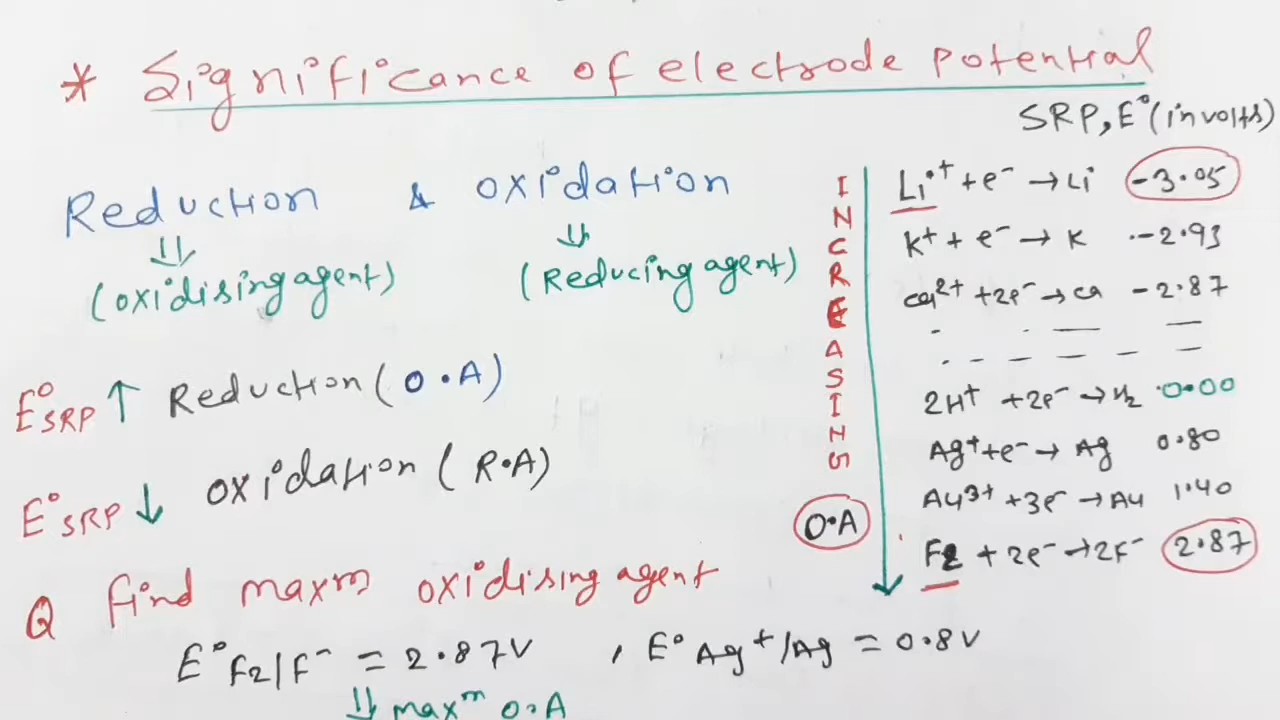 * Significance of electrode potential
SRP, E° (in volts)
Reduction & oxidation
(oxidising agent) (Reducing agent)
E°SRP ↑ Reduction (O.A)
E°SRP ↓ oxidation (R.A)
INCREASING
O.A
Li+ + e- → Li -3.05
K+ + e- → K -2.93
Ca2+ + 2e- → Ca -2.87
2H+ + 2e- → H2 0.00
Ag+ + e- → Ag 0.80
Au3+ + 3e- → Au 1.40
F2 + 2e- → 2F- 2.87
Q find maxm oxidising agent
E° F2/F- = 2.87V , E° Ag+/Ag = 0.8V
⇓ maxm O.A